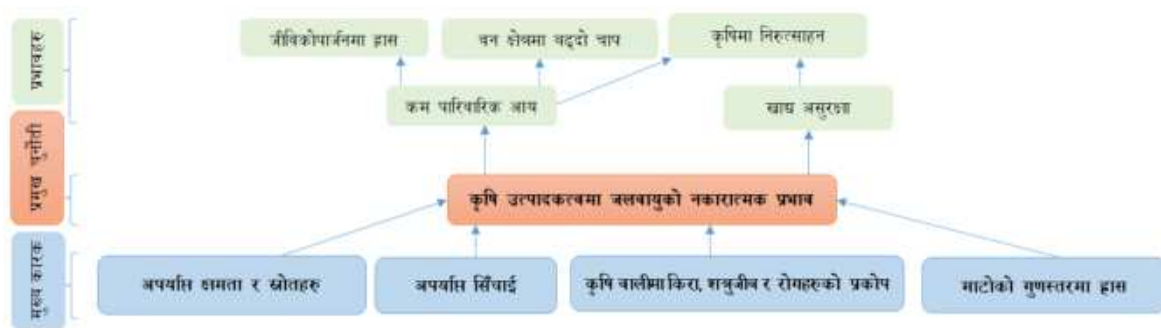 प्रभावहरु
जीविकोपार्जनमा ह्रास
वन क्षेत्रमा बढ्दो चाप
कृषिमा निरुत्साहन
कम पारिवारिक आय
खाद्य असुरक्षा
प्रमुख चुनौती
कृषि उत्पादकत्वमा जलवायुको नकारात्मक प्रभाव
मुख्य कारक
अपर्याप्त क्षमता र स्रोतहरु
अपर्याप्त सिँचाई
कृषि बालीमा किरा, शत्रुजीव र रोगहरुको प्रकोप
माटोको गुणस्तरमा ह्रास